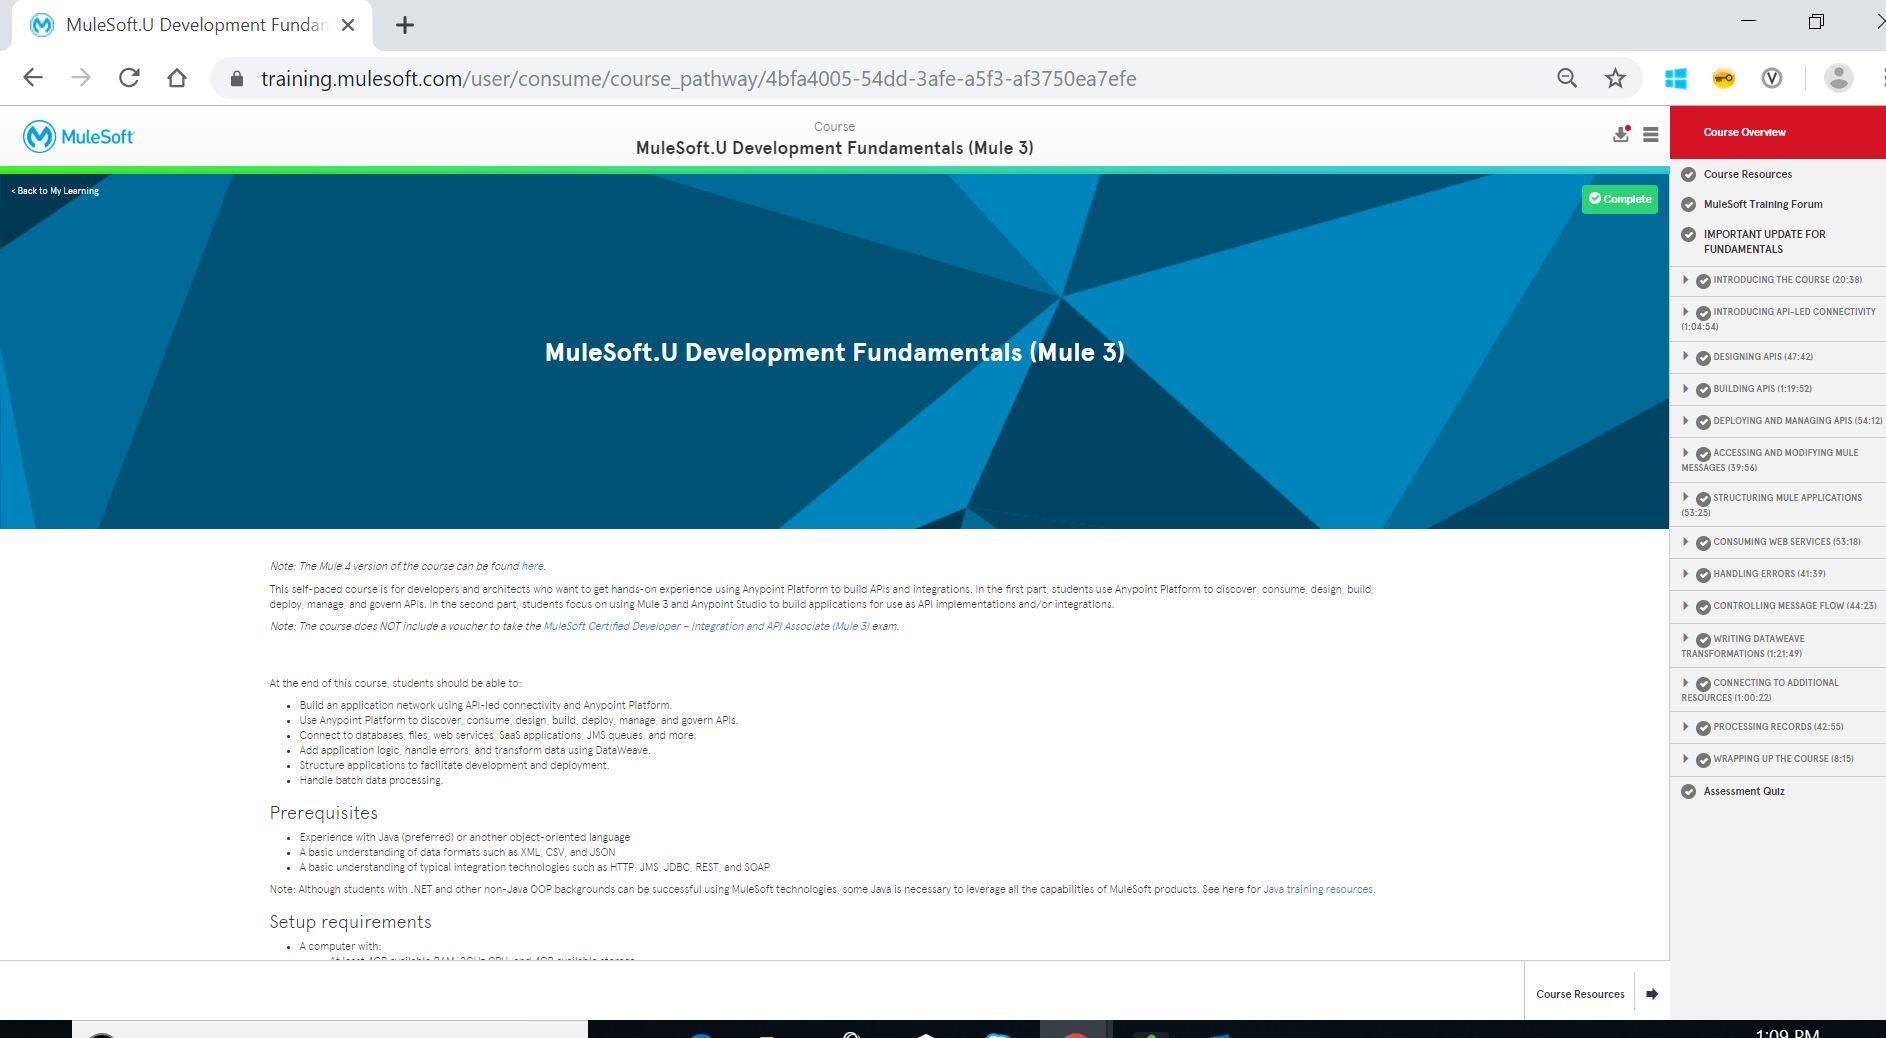 MuleSoft.U Development Fundan
training.mulesoft.com/user/consume/course_pathway/4bfa4005-54dd-3afe-a5f3-af3750ea7efe
MuleSoft
Course
MuleSoft.U Development Fundamentals (Mule 3)
< Back to My Learning
Complete
MuleSoft.U Development Fundamentals (Mule 3)
Note: The Mule 4 version of the course can be found here.
This self-paced course is for developers and architects who want to get hands-on experience using Anypoint Platform to build APIs and integrations. In the first part, students use Anypoint Platform to discover, consume, design, build,
deploy, manage, and govern APIs. In the second part, students focus on using Mule 3 and Anypoint Studio to build applications for use as API implementations and/or integrations.
Note: The course does NOT include a voucher to take the MuleSoft Certified Developer – Integration and API Associate (Mule 3) exam.
At the end of this course, students should be able to:
• Build an application network using API-led connectivity and Anypoint Platform.
• Use Anypoint Platform to discover, consume, design, build, deploy, manage, and govern APIs.
• Connect to databases, files, web services, SaaS applications, JMS queues, and more.
• Add application logic, handle errors, and transform data using DataWeave.
• Structure applications to facilitate development and deployment.
• Handle batch data processing.
Prerequisites
• Experience with Java (preferred) or another object-oriented language
• A basic understanding of data formats such as XML, CSV, and JSON
• A basic understanding of typical integration technologies such as HTTP, JMS, JDBC, REST, and SOAP
Note: Although students with .NET and other non-Java OOP backgrounds can be successful using MuleSoft technologies, some Java is necessary to leverage all the capabilities of MuleSoft products. See here for Java training resources.
Setup requirements
• A computer with:
At least 4GB available RAM, 2GHz CPU, and 4GB available storage
Course Resources
Course Overview
Course Resources
MuleSoft Training Forum
IMPORTANT UPDATE FOR
FUNDAMENTALS
INTRODUCING THE COURSE (20:38)
INTRODUCING API-LED CONNECTIVITY
(1:04:54)
DESIGNING APIS (47:42)
BUILDING APIS (1:19:52)
DEPLOYING AND MANAGING APIS (54:12)
ACCESSING AND MODIFYING MULE
MESSAGES (39:56)
STRUCTURING MULE APPLICATIONS
(53:25)
CONSUMING WEB SERVICES (53:18)
HANDLING ERRORS (41:39)
CONTROLLING MESSAGE FLOW (44:23)
WRITING DATAWEAVE
TRANSFORMATIONS (1:21:49)
CONNECTING TO ADDITIONAL
RESOURCES (1:00:22)
PROCESSING RECORDS (42:55)
WRAPPING UP THE COURSE (8:15)
Assessment Quiz
1:09 PM